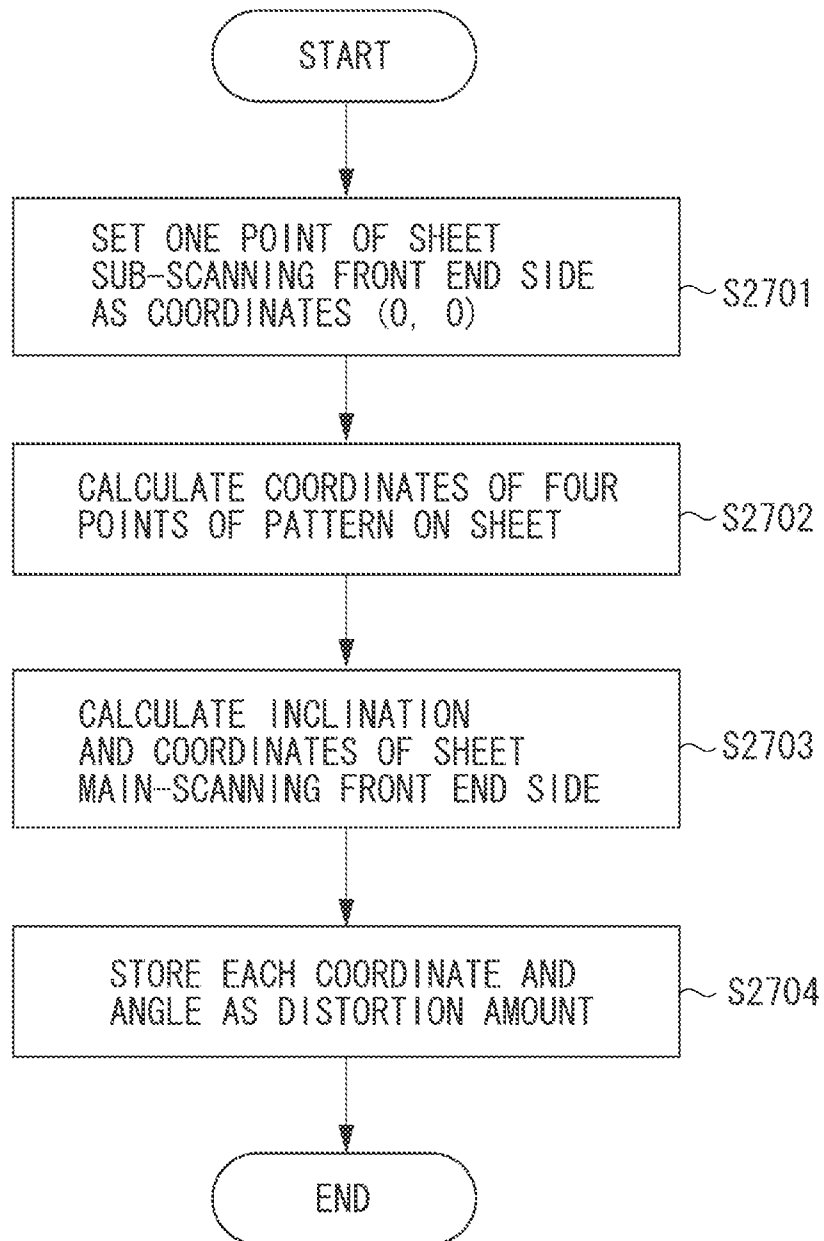 START
SET ONE POINT OF SHEET
SUB-SCANNING FRONT END SIDE
AS COORDINATES (0, 0)
S2701
CALCULATE COORDINATES OF FOUR
POINTS OF PATTERN ON SHEET
S2702
CALCULATE INCLINATION
AND COORDINATES OF SHEET
MAIN-SCANNING FRONT END SIDE
S2703
STORE EACH COORDINATE AND
ANGLE AS DISTORTION AMOUNT
S2704
END